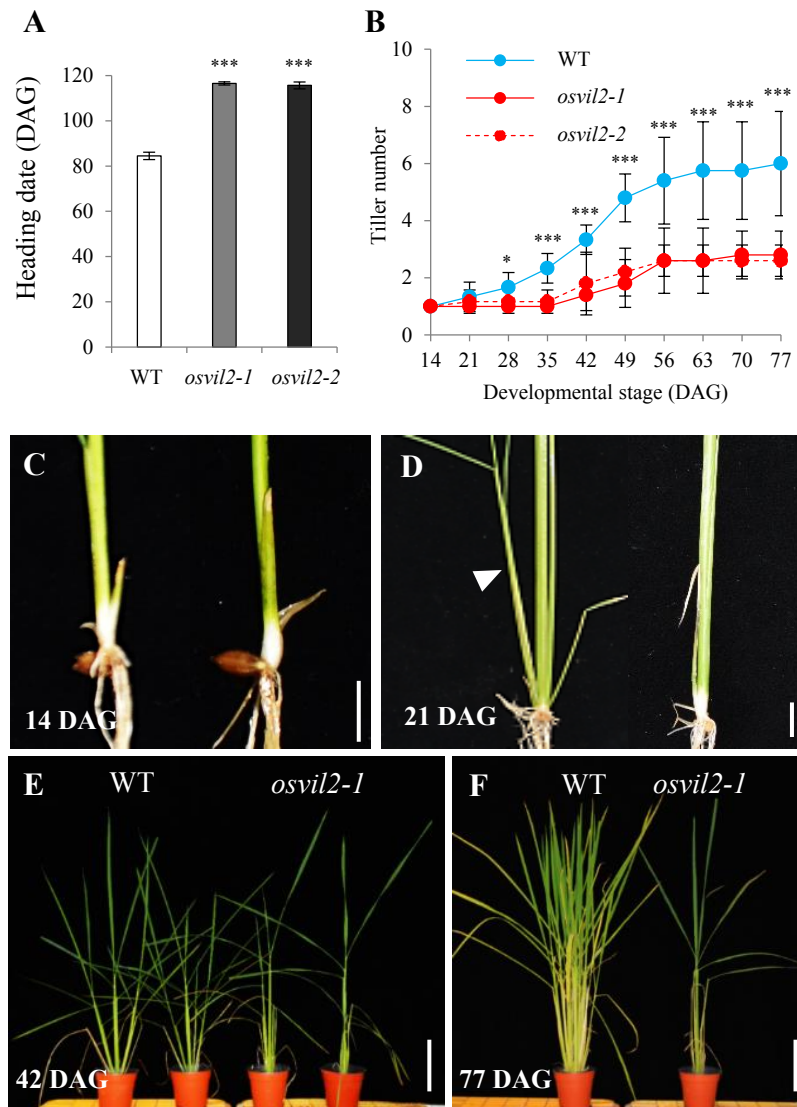 A
Heading date (DAG)
*** ***
120
100
80
60
40
20
0
WT osvil2-1 osvil2-2
B
Tiller number
10
8
6
4
2
0
WT
osvil2-1
osvil2-2
* *** *** *** *** *** *** ***
14 21 28 35 42 49 56 63 70 77
Developmental stage (DAG)
C
14 DAG
D
21 DAG
E WT osvil2-1
42 DAG
F WT osvil2-1
77 DAG